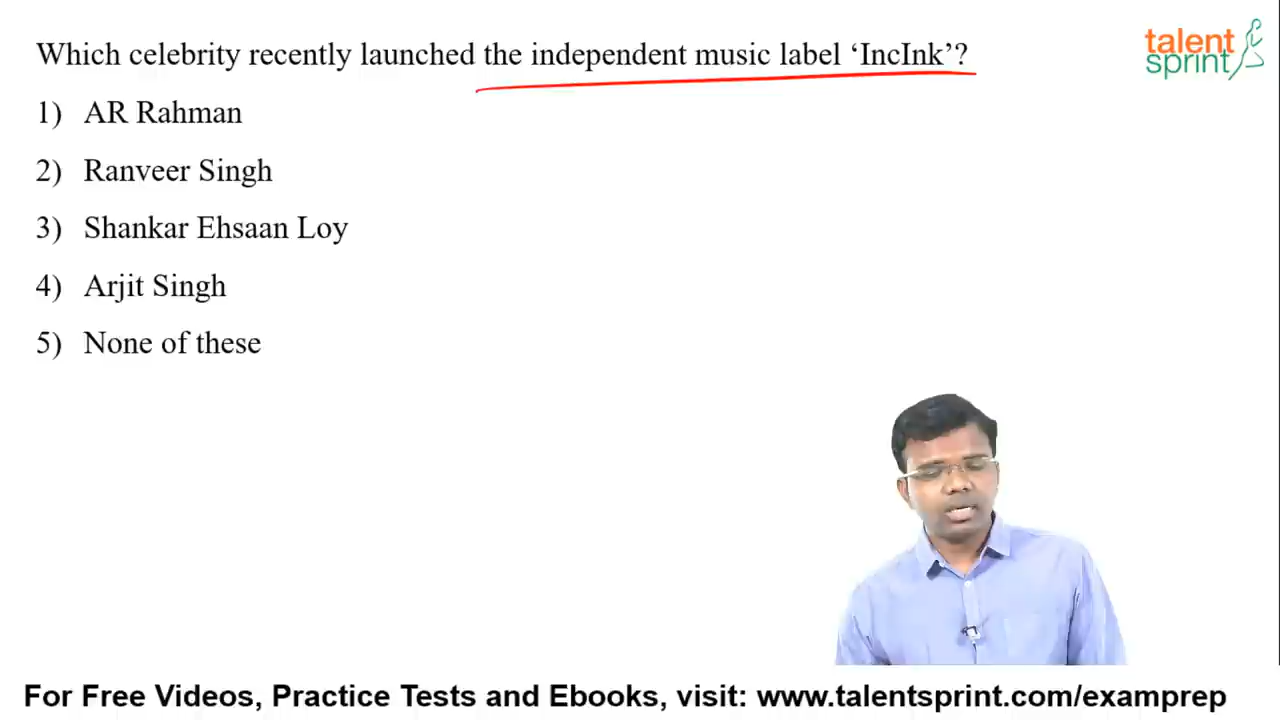 Which celebrity recently launched the independent music label ‘IncInk’?
talent
sprint
1) AR Rahman
2) Ranveer Singh
3) Shankar Ehsaan Loy
4) Arjit Singh
5) None of these
For Free Videos, Practice Tests and Ebooks, visit: www.talentsprint.com/examprep